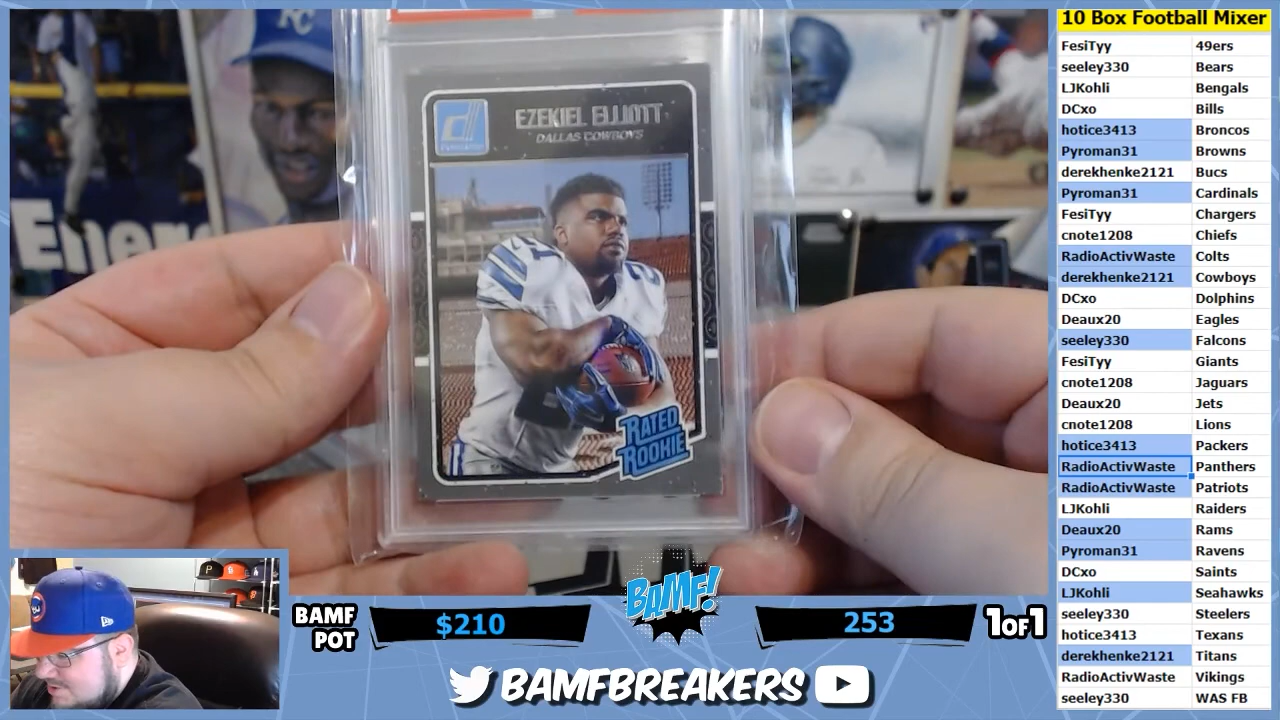 10 Box Football Mixer
FesiTyy 49ers
seeley330 Bears
LJKohli Bengals
DCxo Bills
hotice3413 Broncos
Pyroman31 Browns
derekhenke2121 Bucs
Pyroman31 Cardinals
FesiTyy Chargers
cnote1208 Chiefs
RadioActivWaste Colts
derekhenke2121 Cowboys
DCxo Dolphins
Deaux20 Eagles
seeley330 Falcons
FesiTyy Giants
cnote1208 Jaguars
Deaux20 Jets
cnote1208 Lions
hotice3413 Packers
RadioActivWaste Panthers
RadioActivWaste Patriots
LJKohli Raiders
Deaux20 Rams
Pyroman31 Ravens
DCxo Saints
LJKohli Seahawks
seeley330 Steelers
hotice3413 Texans
derekhenke2121 Titans
RadioActivWaste Vikings
seeley330 WAS FB
KC
Ener
EZEKIEL ELLIOTT
DALLAS COWBOYS
21
RATED
ROOKIE
BAMF
POT
$210
BAMF!
253
1OF1
BAMFBREAKERS